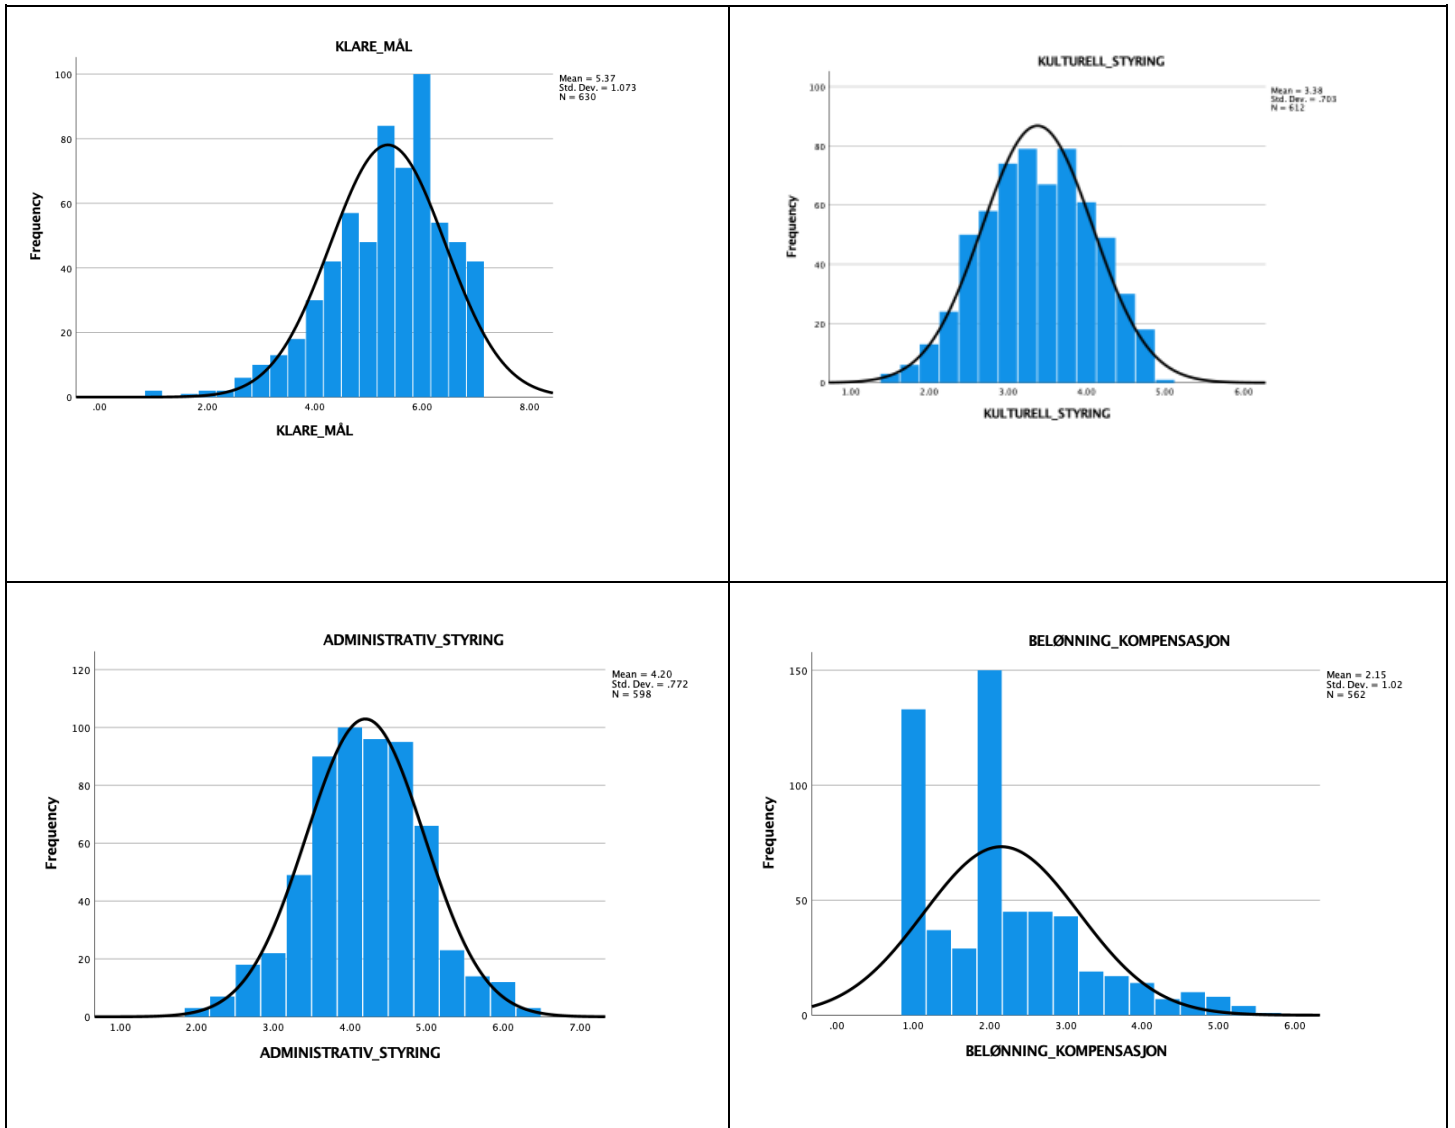 KLARE_MÅL
Mean = 5.37
Std. Dev. = 1.073
N = 630
100
80
60
40
20
0
Frequency
.00 2.00 4.00 6.00 8.00
KLARE_MÅL
KULTURELL_STYRING
Mean = 3.38
Std. Dev. = .703
N = 612
100
80
60
40
20
0
Frequency
1.00 2.00 3.00 4.00 5.00 6.00
KULTURELL_STYRING
ADMINISTRATIV_STYRING
Mean = 4.20
Std. Dev. = .772
N = 598
120
100
80
60
40
20
0
Frequency
1.00 2.00 3.00 4.00 5.00 6.00 7.00
ADMINISTRATIV_STYRING
BELØNNING_KOMPENSASJON
Mean = 2.15
Std. Dev. = 1.02
N = 562
150
100
50
0
Frequency
.00 1.00 2.00 3.00 4.00 5.00 6.00
BELØNNING_KOMPENSASJON